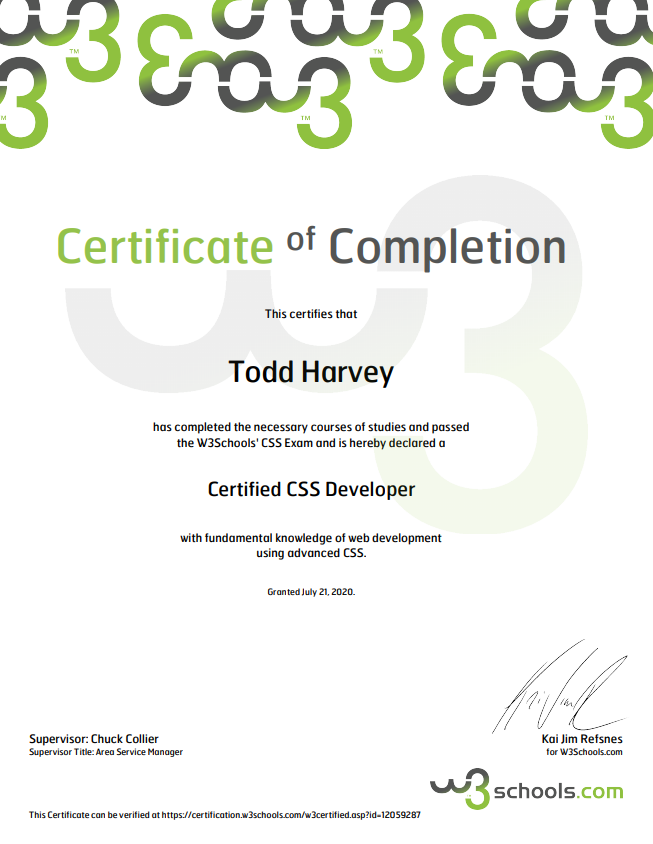 w3 TM
Certificate of Completion
This certifies that
Todd Harvey
has completed the necessary courses of studies and passed
the W3Schools' CSS Exam and is hereby declared a
Certified CSS Developer
with fundamental knowledge of web development
using advanced CSS.
Granted July 21, 2020.
Supervisor: Chuck Collier
Supervisor Title: Area Service Manager
Kai Jim Refsnes
for W3Schools.com
w3schools.com
This Certificate can be verified at https://certification.w3schools.com/w3certified.asp?id=12059287